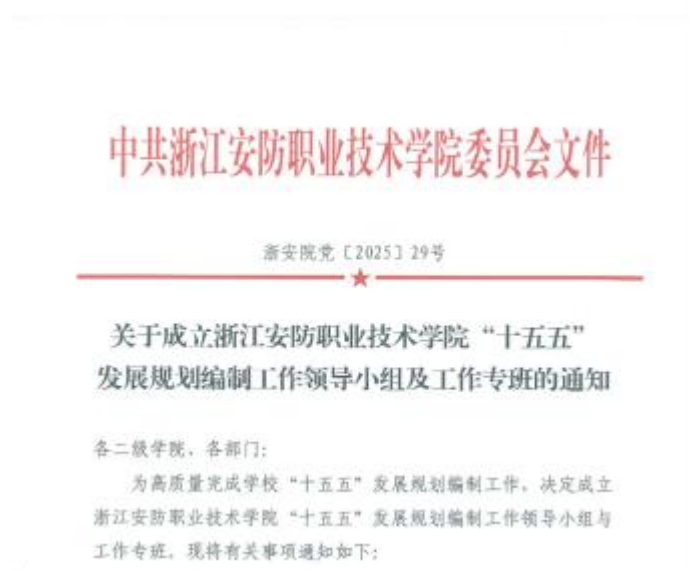 中共浙江安防职业技术学院委员会文件
浙安院党〔2025〕29号
关于成立浙江安防职业技术学院“十五五”
发展规划编制工作领导小组及工作专班的通知
各二级学院、各部门:
为高质量完成学校“十五五”发展规划编制工作,决定成立
浙江安防职业技术学院“十五五”发展规划编制工作领导小组与
工作专班。现将有关事项通知如下: